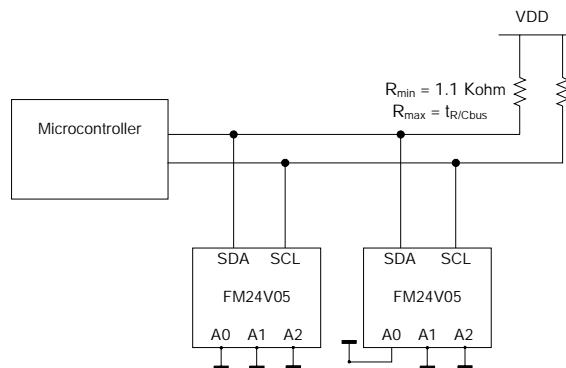 VDD
Rmin = 1.1 Kohm
Rmax = tR/Cbus
Microcontroller
SDA SCL
FM24V05
A0 A1 A2
SDA SCL
FM24V05
A0 A1 A2